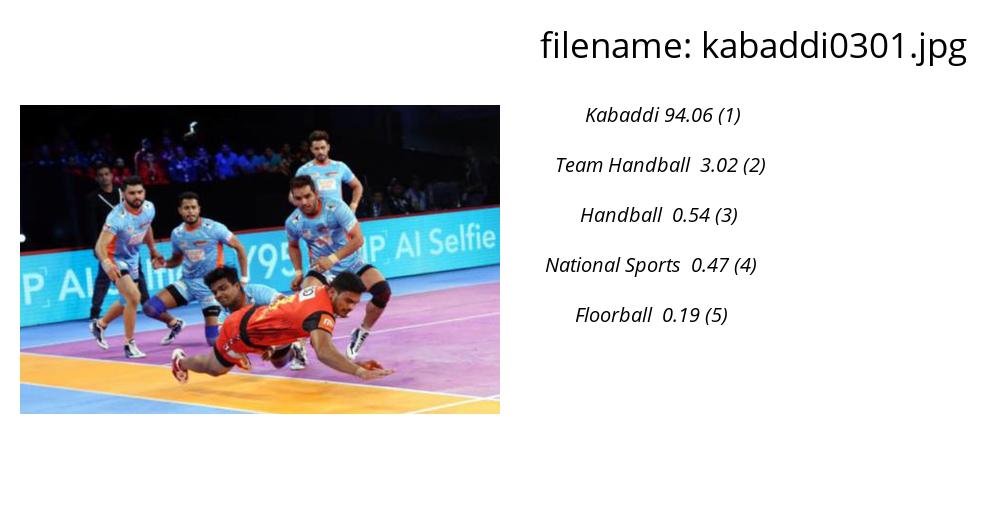 filename: kabaddi0301.jpg
Kabaddi 94.06 (1)
Team Handball 3.02 (2)
Handball 0.54 (3)
National Sports 0.47 (4)
Floorball 0.19 (5)
AI Selfie